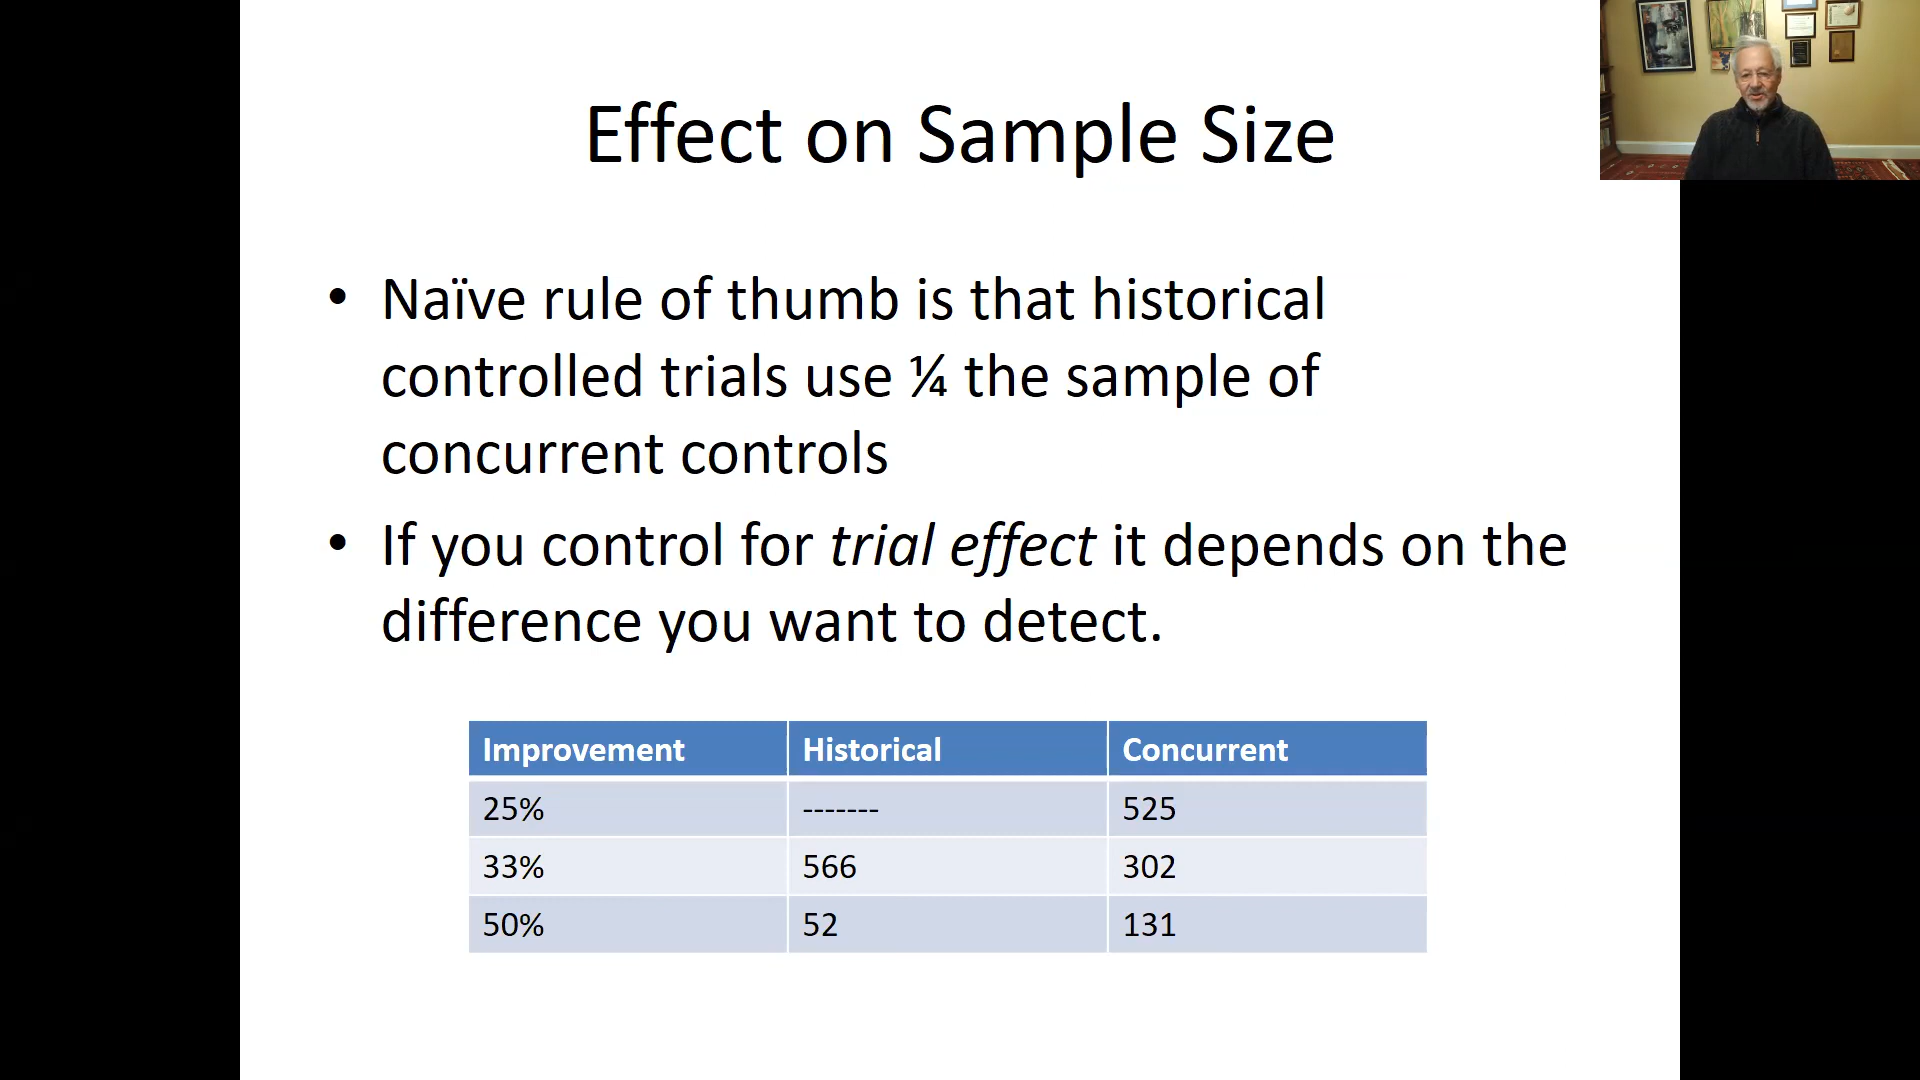 Effect on Sample Size
• Naïve rule of thumb is that historical
controlled trials use ¼ the sample of
concurrent controls
• If you control for trial effect it depends on the
difference you want to detect.
Improvement Historical Concurrent
25% ------- 525
33% 566 302
50% 52 131